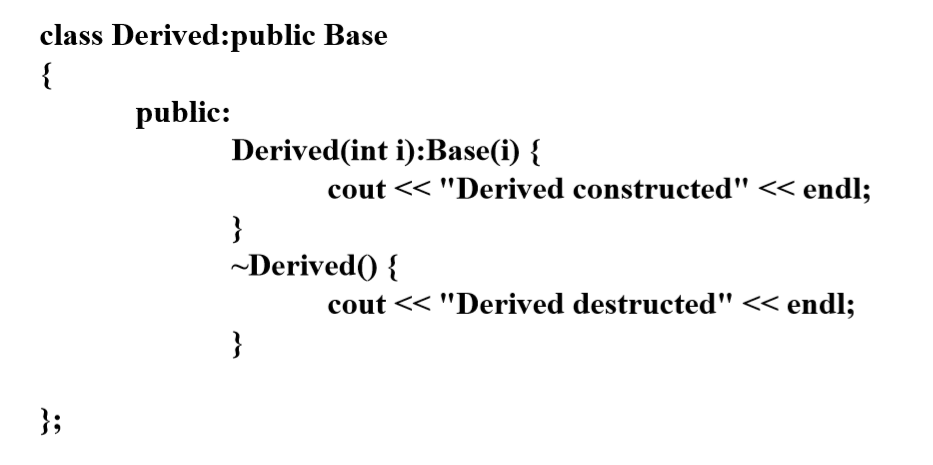 class Derived:public Base
{
public:
Derived(int i):Base(i) {
cout << "Derived constructed" << endl;
}
~Derived() {
cout << "Derived destructed" << endl;
}
};